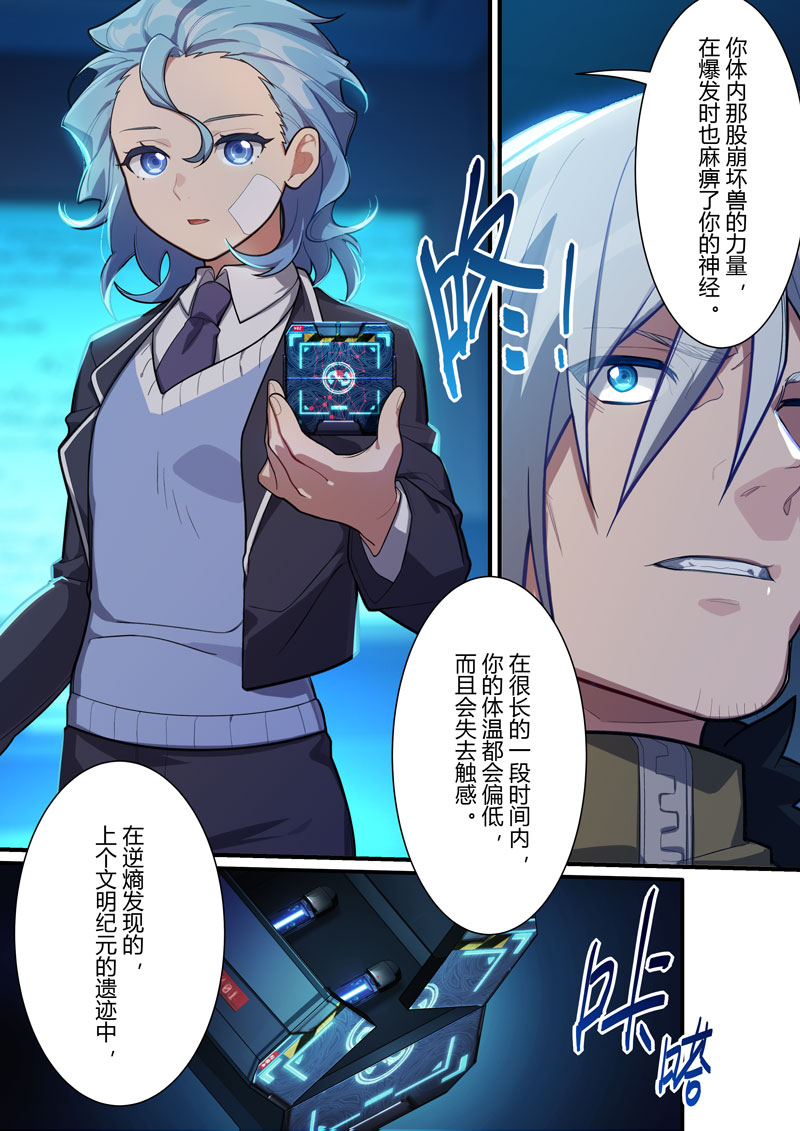 你体内那股崩坏兽的力量，
在爆发时也麻痹了你的神经。
咚！
在很长的一段时间内，
你的体温都会偏低，
而且会失去触感。
在逆熵发现的，
上个文明纪元的遗迹中，
咔
嗒